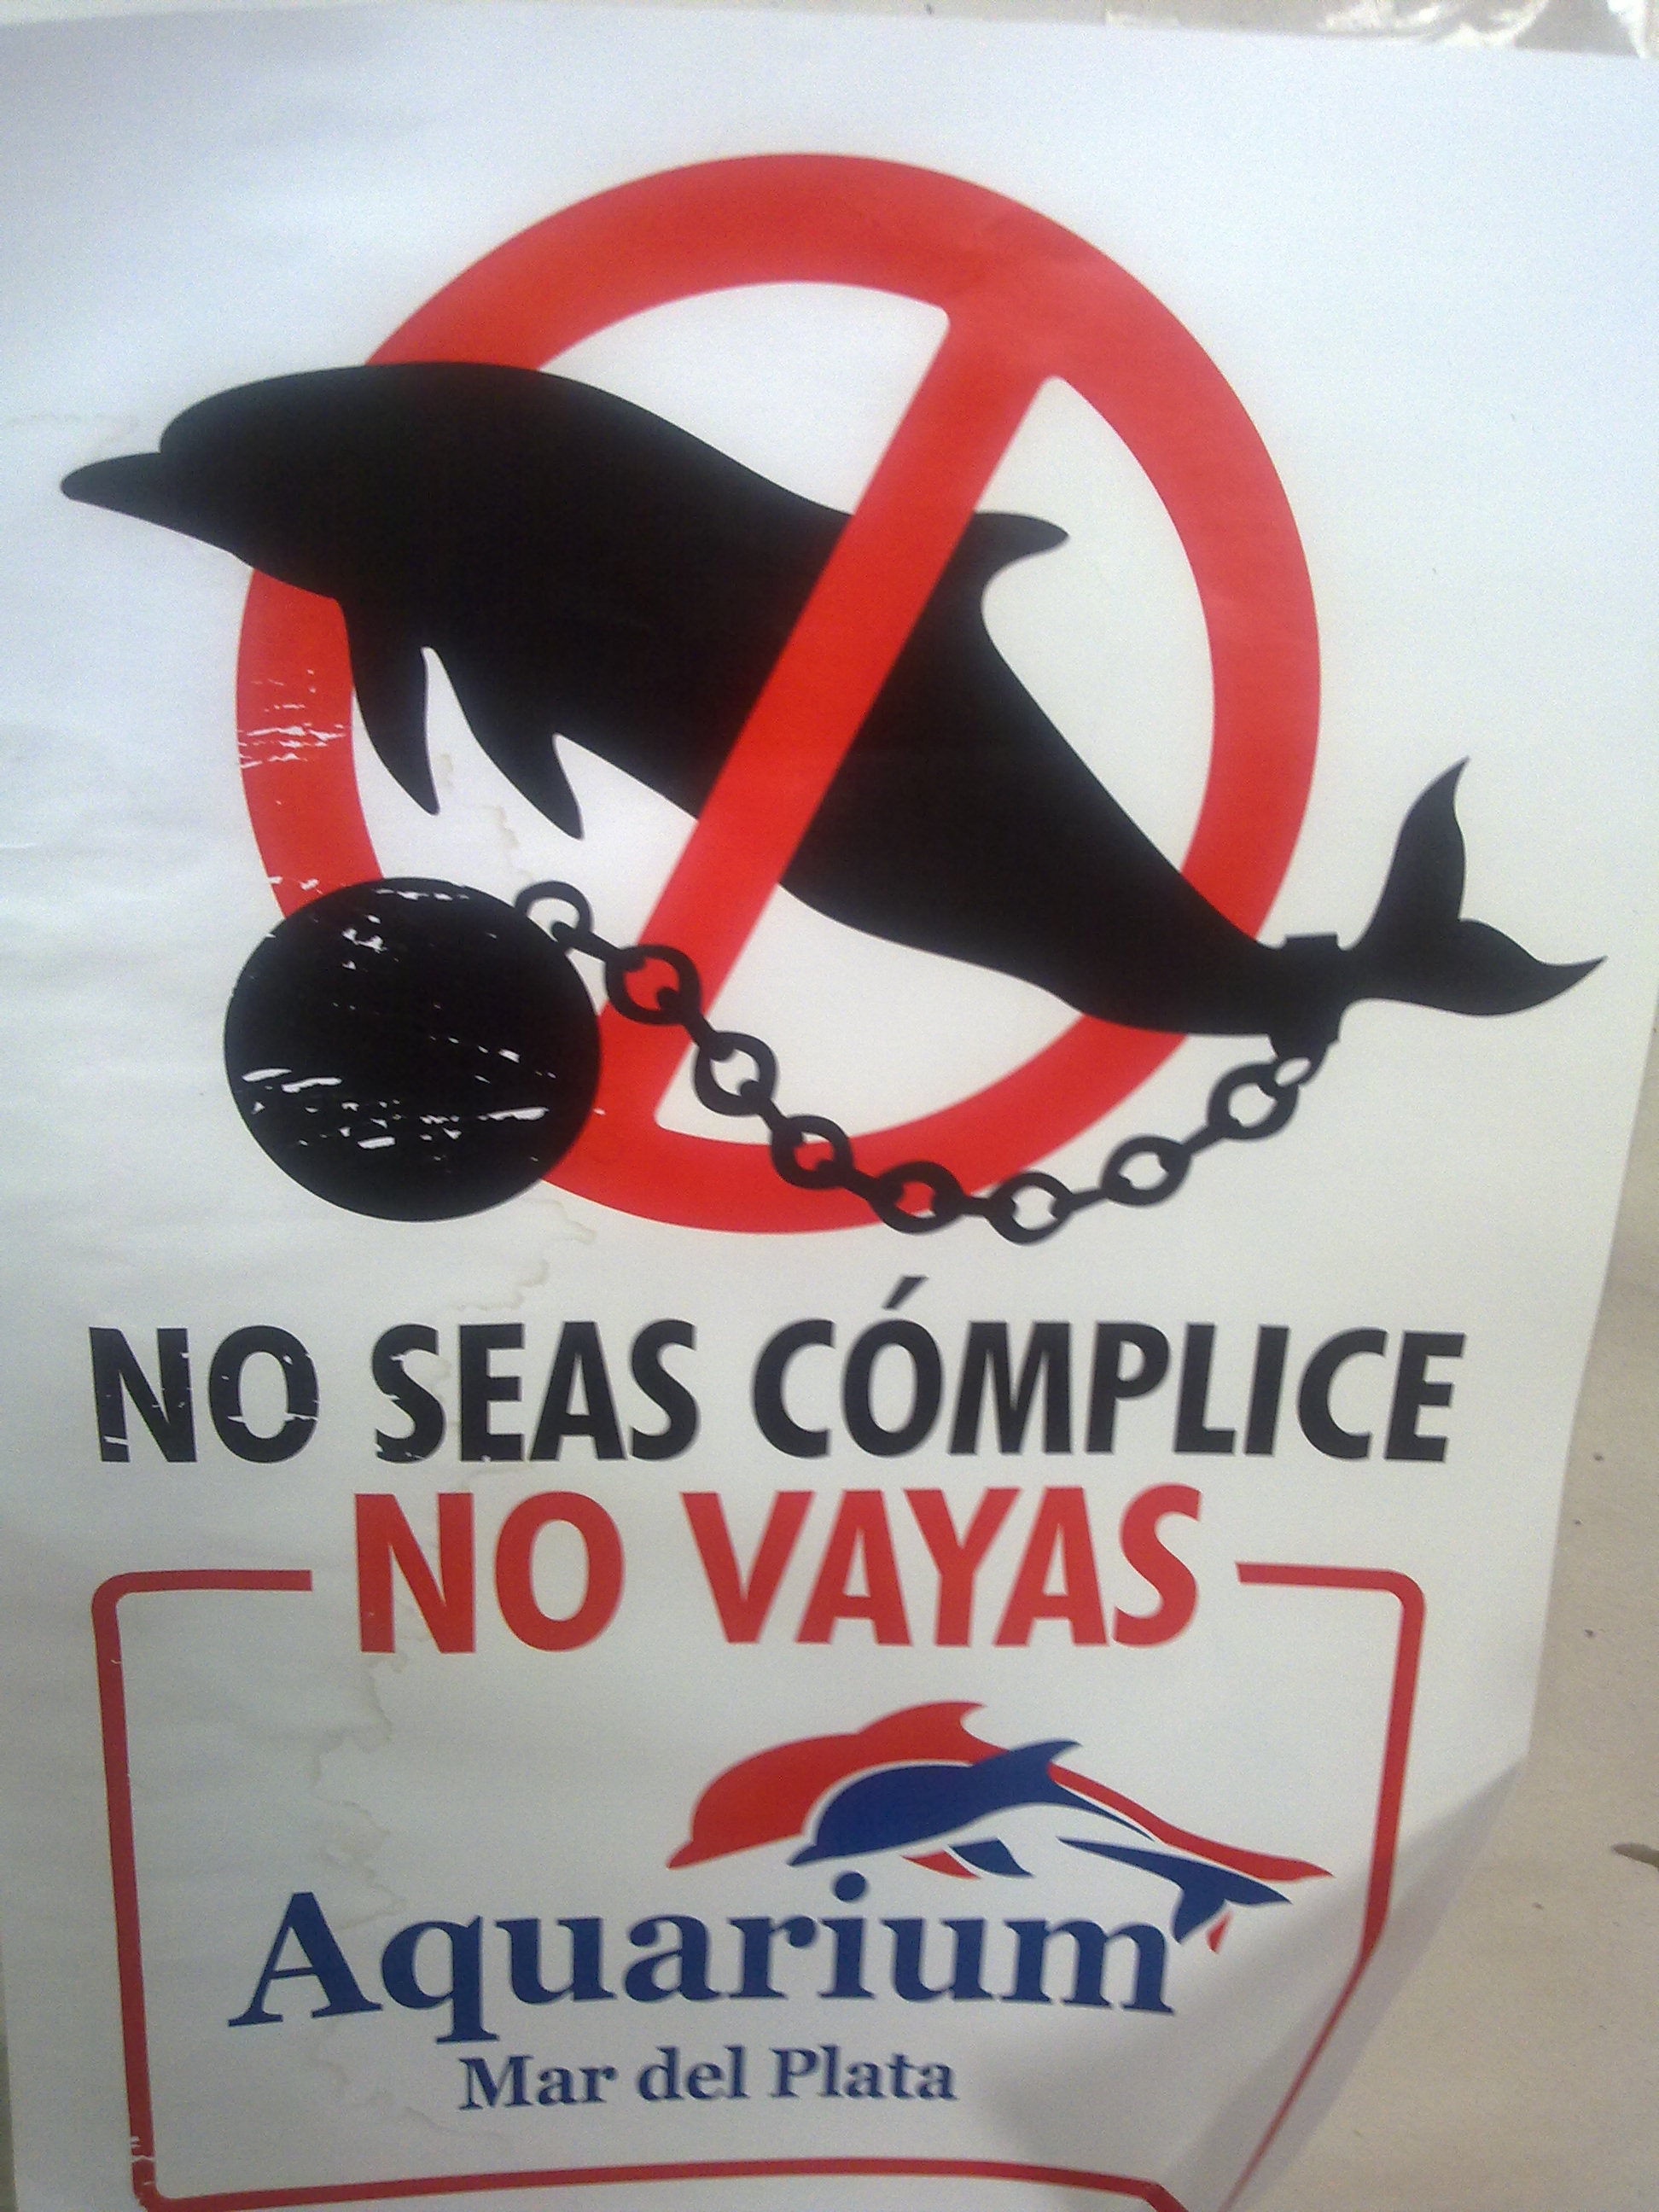 NO SEAS CÓMPLICE
NO VAYAS
Aquarium
Mar del Plata